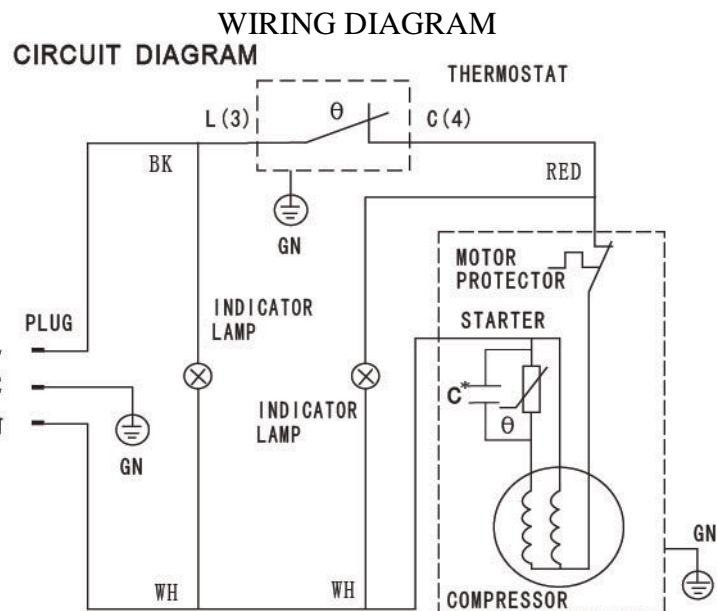 WIRING DIAGRAM
CIRCUIT DIAGRAM
THERMOSTAT
L(3)
θ
C(4)
BK
RED
GN
MOTOR
PROTECTOR
INDICATOR
LAMP
PLUG
STARTER
C*
INDICATOR
LAMP
θ
GN
GN
WH
WH
COMPRESSOR